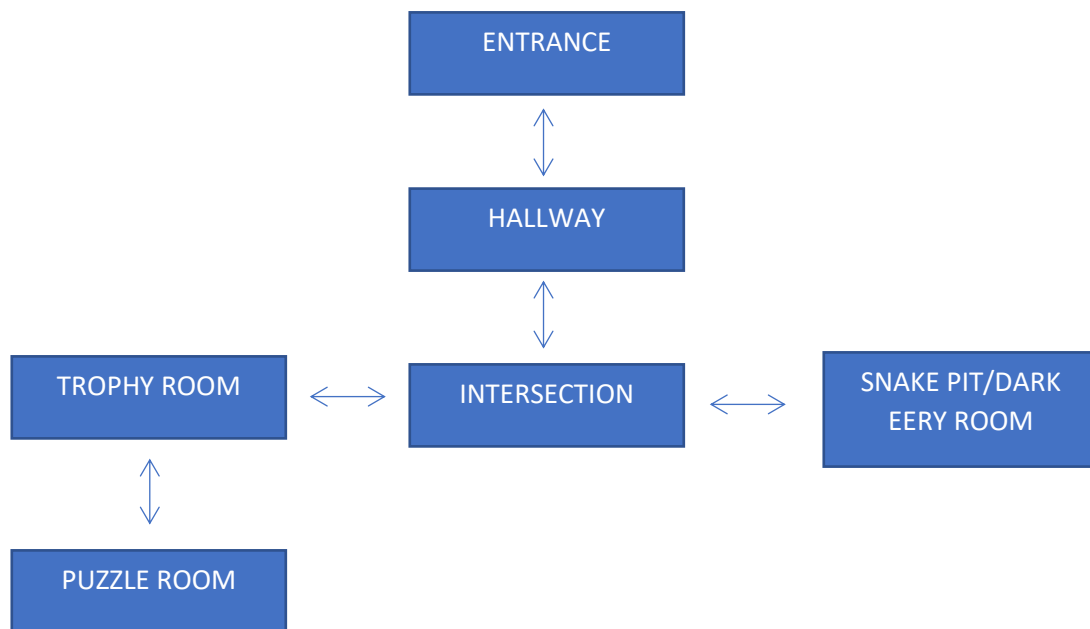 ENTRANCE
HALLWAY
TROPHY ROOM
INTERSECTION
SNAKE PIT/DARK
EERY ROOM
PUZZLE ROOM